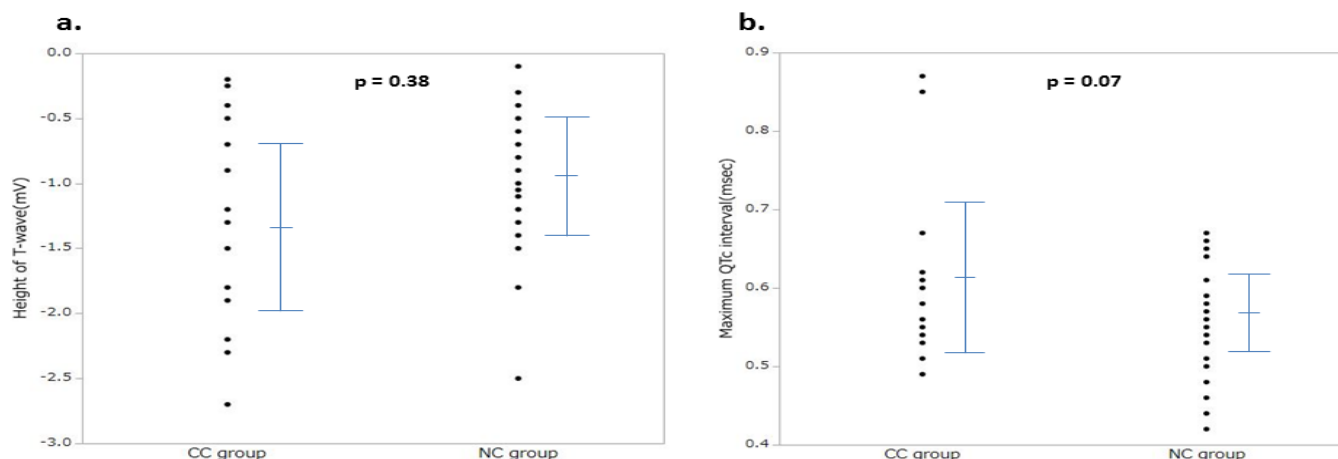 a.
0.0
-0.5
-1.0
-1.5
-2.0
-2.5
-3.0
Height of T-wave(mV)
p = 0.38
CC group
NC group
b.
0.9
0.8
0.7
0.6
0.5
0.4
Maximum QTc interval(msec)
p = 0.07
CC group
NC group